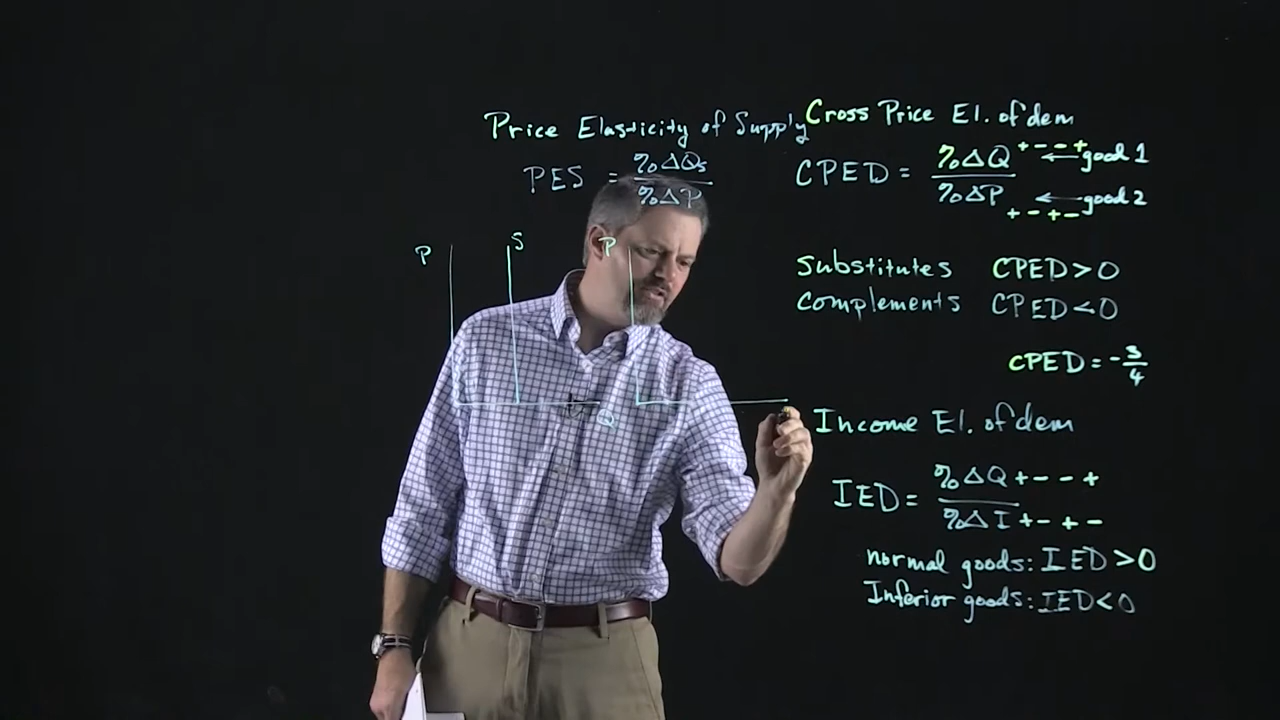 Price Elasticity of Supply
PES = %ΔQs
%ΔP
P
S
Q
P
Cross Price El. of dem
CPED = %ΔQ + - - + ← good 1
%ΔP ← good 2
+ - + -
Substitutes CPED > 0
Complements CPED < 0
CPED = - 3/4
Income El. of dem
IED = %ΔQ + - - +
%ΔI + - + -
normal goods: IED > 0
Inferior goods: IED < 0